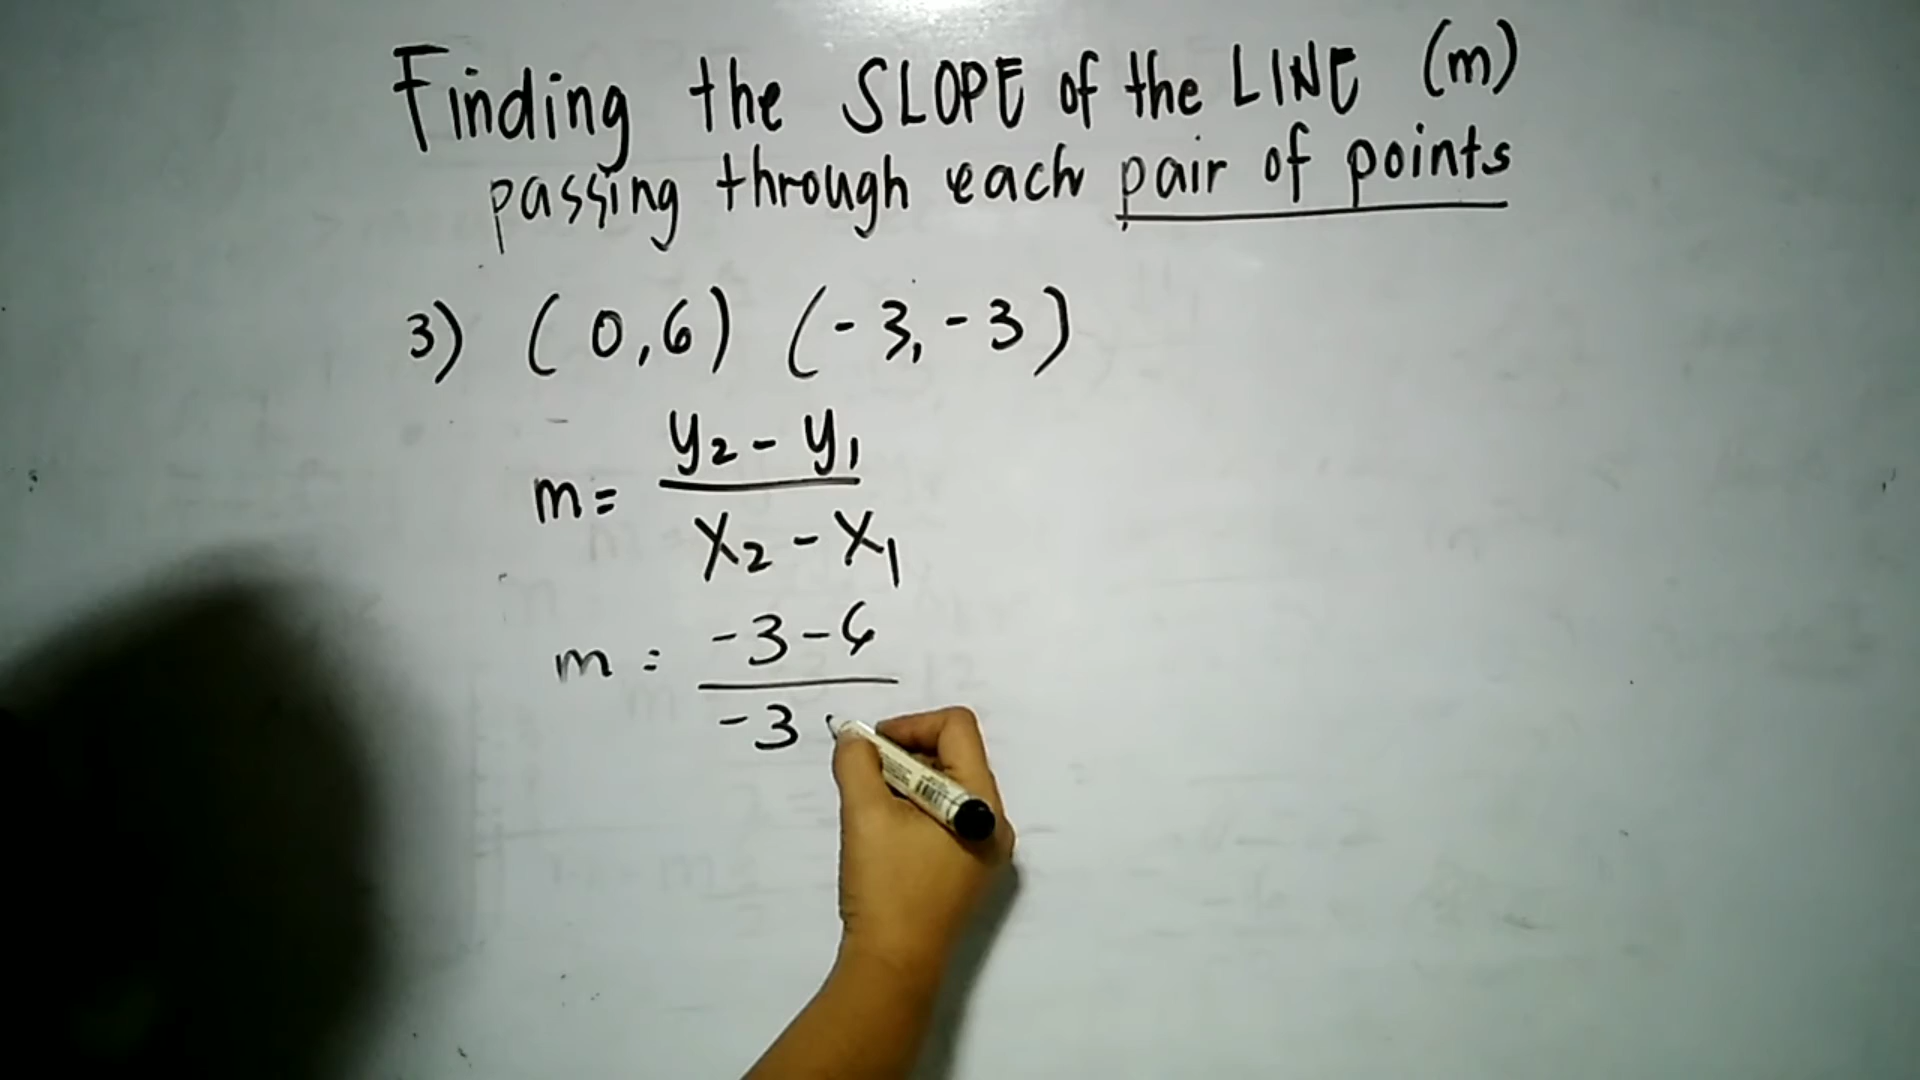 Finding the SLOPE of the LINE (m)
passing through each pair of points
3) (0,6) (-3,-3)
m= y₂ - y₁
x₂ - x₁
m = -3-6
-3